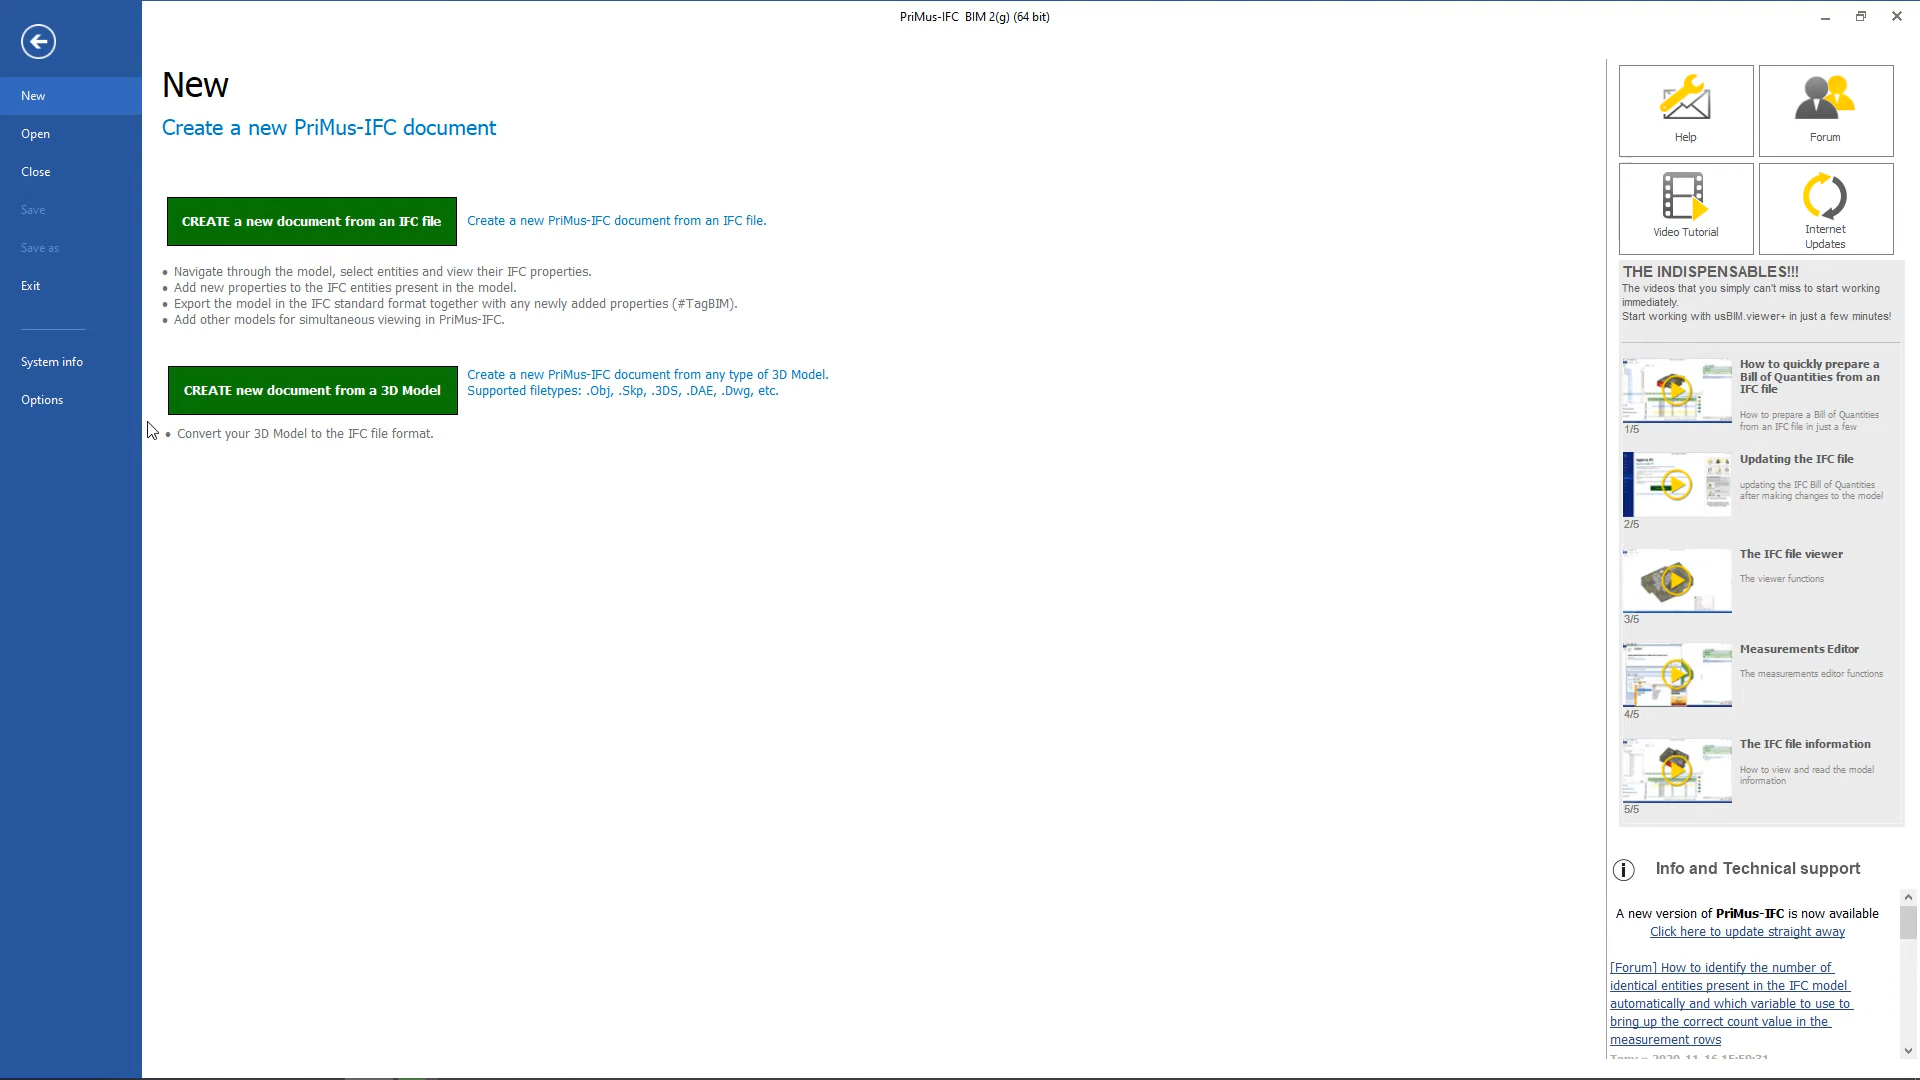 PriMus-IFC BIM 2(g) (64 bit)
New
Open
Close
Save
Save as
Exit
System info
Options
New
Create a new PriMus-IFC document
CREATE a new document from an IFC file
Create a new PriMus-IFC document from an IFC file.
• Navigate through the model, select entities and view their IFC properties.
• Add new properties to the IFC entities present in the model.
• Export the model in the IFC standard format together with any newly added properties (#TagBIM).
• Add other models for simultaneous viewing in PriMus-IFC.
CREATE new document from a 3D Model
Create a new PriMus-IFC document from any type of 3D Model.
Supported filetypes: .Obj, .Skp, .3DS, .DAE, .Dwg, etc.
• Convert your 3D Model to the IFC file format.
Help
Forum
Video Tutorial
Internet
Updates
THE INDISPENSABLES!!!
The videos that you simply can't miss to start working
immediately.
Start working with usBIM.viewer+ in just a few minutes!
How to quickly prepare a
Bill of Quantities from an
IFC file
How to prepare a Bill of Quantities
from an IFC file in just a few
1/5
Updating the IFC file
updating the IFC Bill of Quantities
after making changes to the model
2/5
The IFC file viewer
The viewer functions
3/5
Measurements Editor
The measurements editor functions
4/5
The IFC file information
How to view and read the model
information
5/5
Info and Technical support
A new version of PriMus-IFC is now available
Click here to update straight away
[Forum] How to identify the number of
identical entities present in the IFC model
automatically and which variable to use to
bring up the correct count value in the
measurement rows